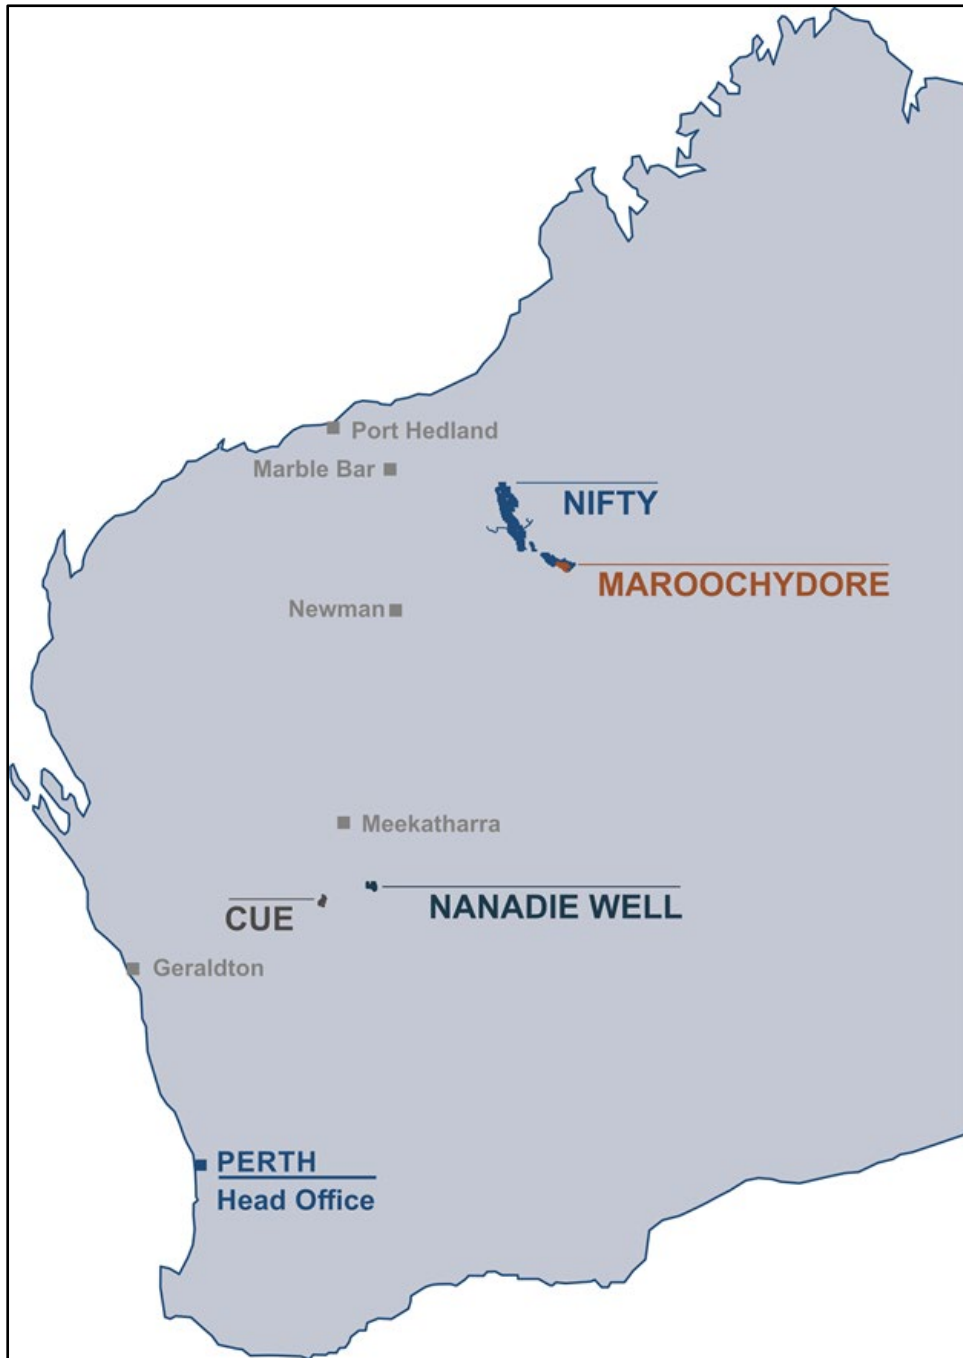 Port Hedland
Marble Bar
NIFTY
MAROOCHYDORE
Newman
Meekatharra
CUE
NANADIE WELL
Geraldton
PERTH
Head Office